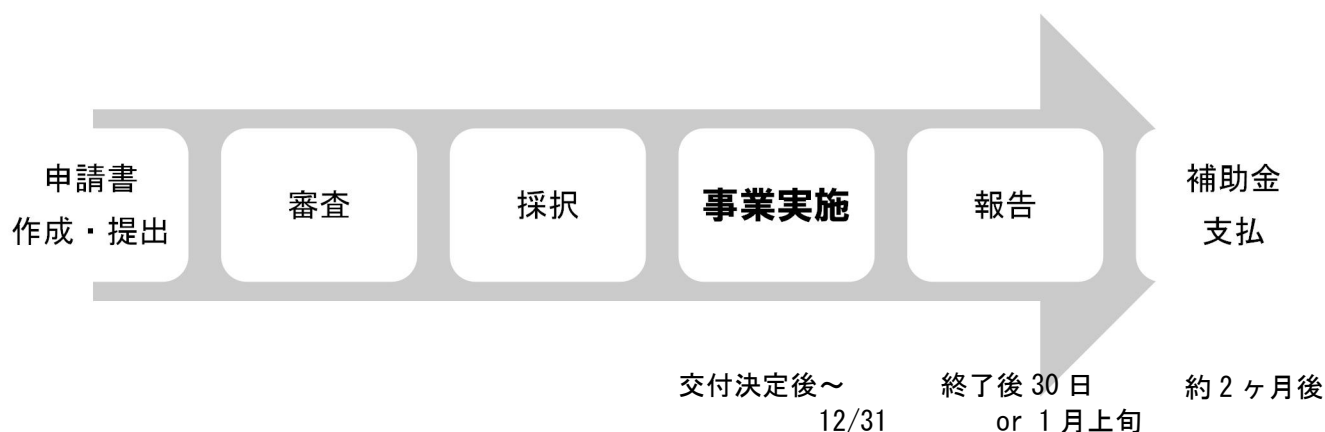 申請書
作成・提出
審査
採択
事業実施
報告
補助金
支払
交付決定後～
12/31
終了後 30 日
or 1 月上旬
約 2 ヶ月後